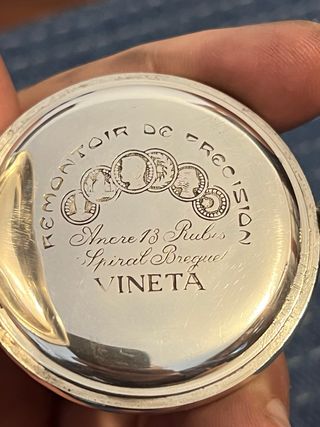 REMONTOIR DE PRECISION
Ancre 13 Rubis
Spiral Breguet
VINETA